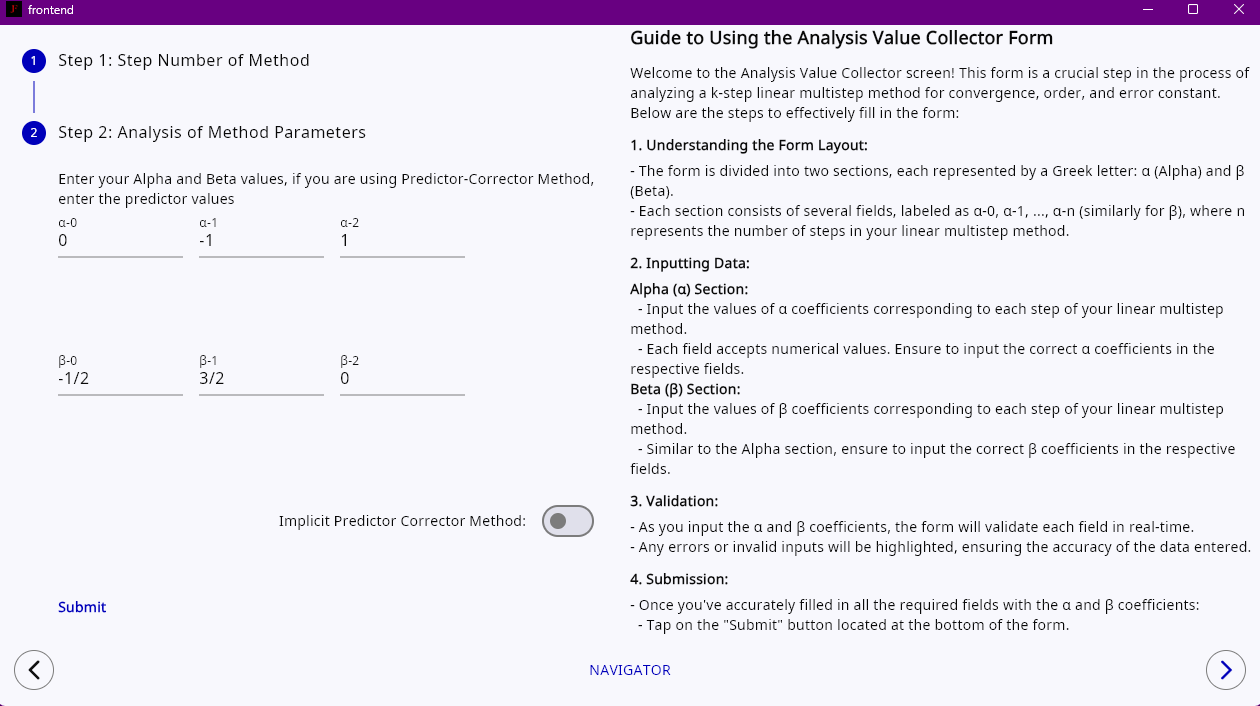 frontend
1
Step 1: Step Number of Method
2
Step 2: Analysis of Method Parameters
Enter your Alpha and Beta values, if you are using Predictor-Corrector Method,
enter the predictor values
α-0
α-1
α-2
0
-1
1
β-0
β-1
β-2
-1/2
3/2
0
Implicit Predictor Corrector Method:
Submit
Guide to Using the Analysis Value Collector Form
Welcome to the Analysis Value Collector screen! This form is a crucial step in the process of
analyzing a k-step linear multistep method for convergence, order, and error constant.
Below are the steps to effectively fill in the form:
1. Understanding the Form Layout:
- The form is divided into two sections, each represented by a Greek letter: α (Alpha) and β
(Beta).
- Each section consists of several fields, labeled as α-0, α-1, ..., α-n (similarly for β), where n
represents the number of steps in your linear multistep method.
2. Inputting Data:
Alpha (α) Section:
- Input the values of α coefficients corresponding to each step of your linear multistep
method.
- Each field accepts numerical values. Ensure to input the correct α coefficients in the
respective fields.
Beta (β) Section:
- Input the values of β coefficients corresponding to each step of your linear multistep
method.
- Similar to the Alpha section, ensure to input the correct β coefficients in the respective
fields.
3. Validation:
- As you input the α and β coefficients, the form will validate each field in real-time.
- Any errors or invalid inputs will be highlighted, ensuring the accuracy of the data entered.
4. Submission:
- Once you've accurately filled in all the required fields with the α and β coefficients:
- Tap on the "Submit" button located at the bottom of the form.
NAVIGATOR